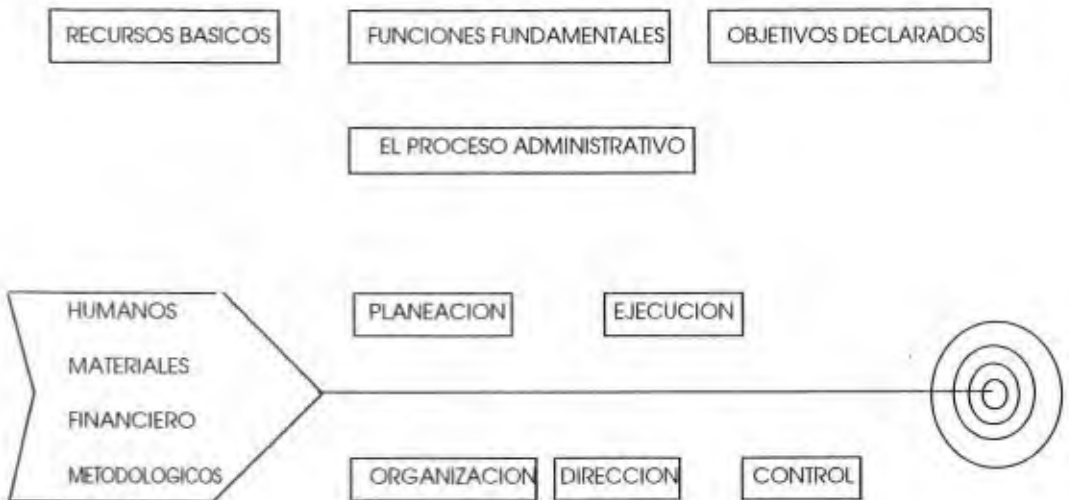 RECURSOS BASICOS
FUNCIONES FUNDAMENTALES
OBJETIVOS DECLARADOS
EL PROCESO ADMINISTRATIVO
HUMANOS
MATERIALES
FINANCIERO
METODOLOGICOS
PLANEACION
EJECUCION
ORGANIZACION
DIRECCION
CONTROL